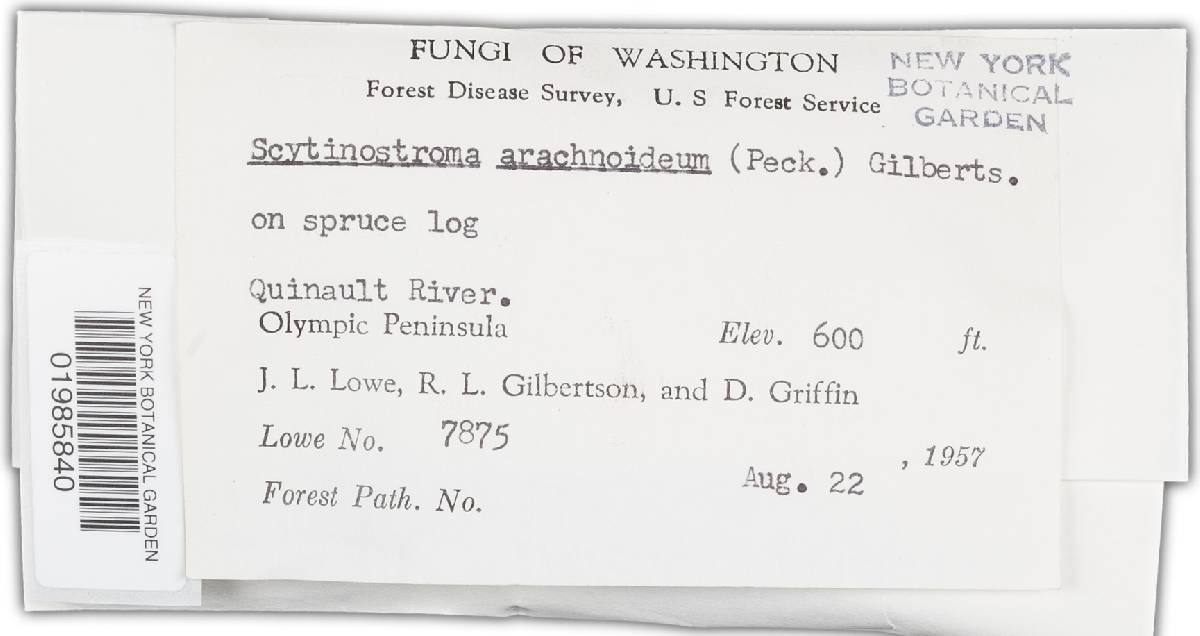 FUNGI OF WASHINGTON
Forest Disease Survey, U. S Forest Service
NEW YORK
BOTANICAL
GARDEN
Scytinostroma arachnoideum (Peck.) Gilberts.
on spruce log
Quinault River.
Olympic Peninsula Elev. 600 ft.
J. L. Lowe, R. L. Gilbertson, and D. Griffin
Lowe No. 7875
Aug. 22, 1957
Forest Path. No.
NEW YORK BOTANICAL GARDEN
01985840